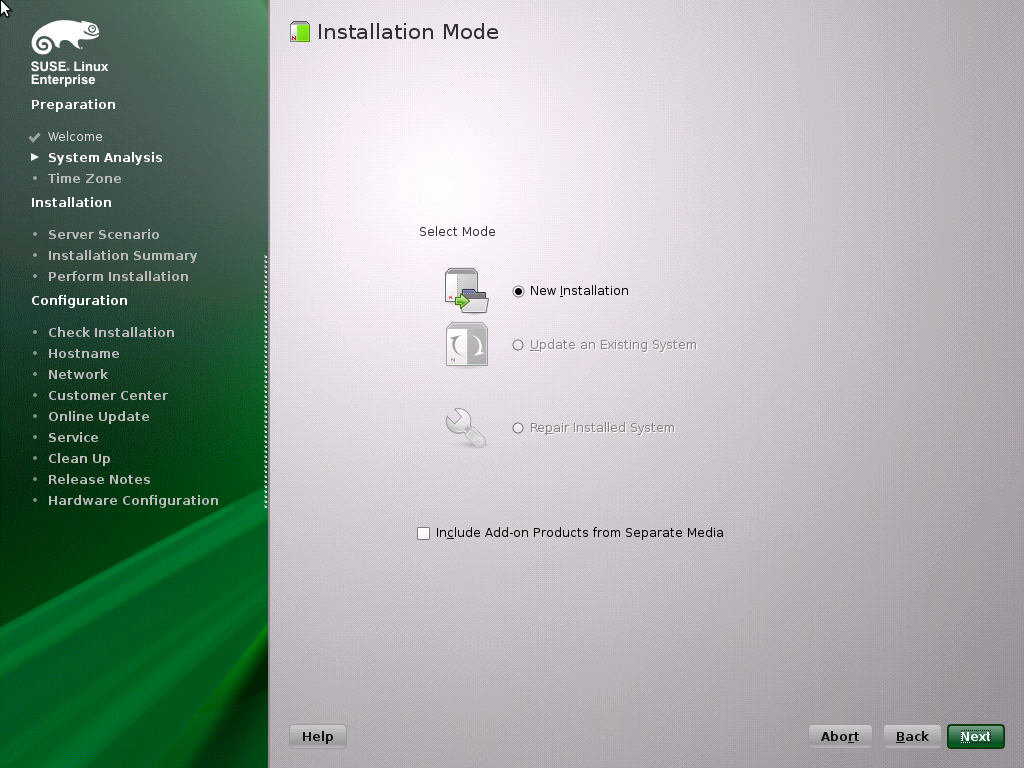 SUSE. Linux
Enterprise
Preparation
Welcome
System Analysis
Time Zone
Installation
Server Scenario
Installation Summary
Perform Installation
Configuration
Check Installation
Hostname
Network
Customer Center
Online Update
Service
Clean Up
Release Notes
Hardware Configuration
Installation Mode
Select Mode
New Installation
Update an Existing System
Repair Installed System
Include Add-on Products from Separate Media
Help
Abort
Back
Next